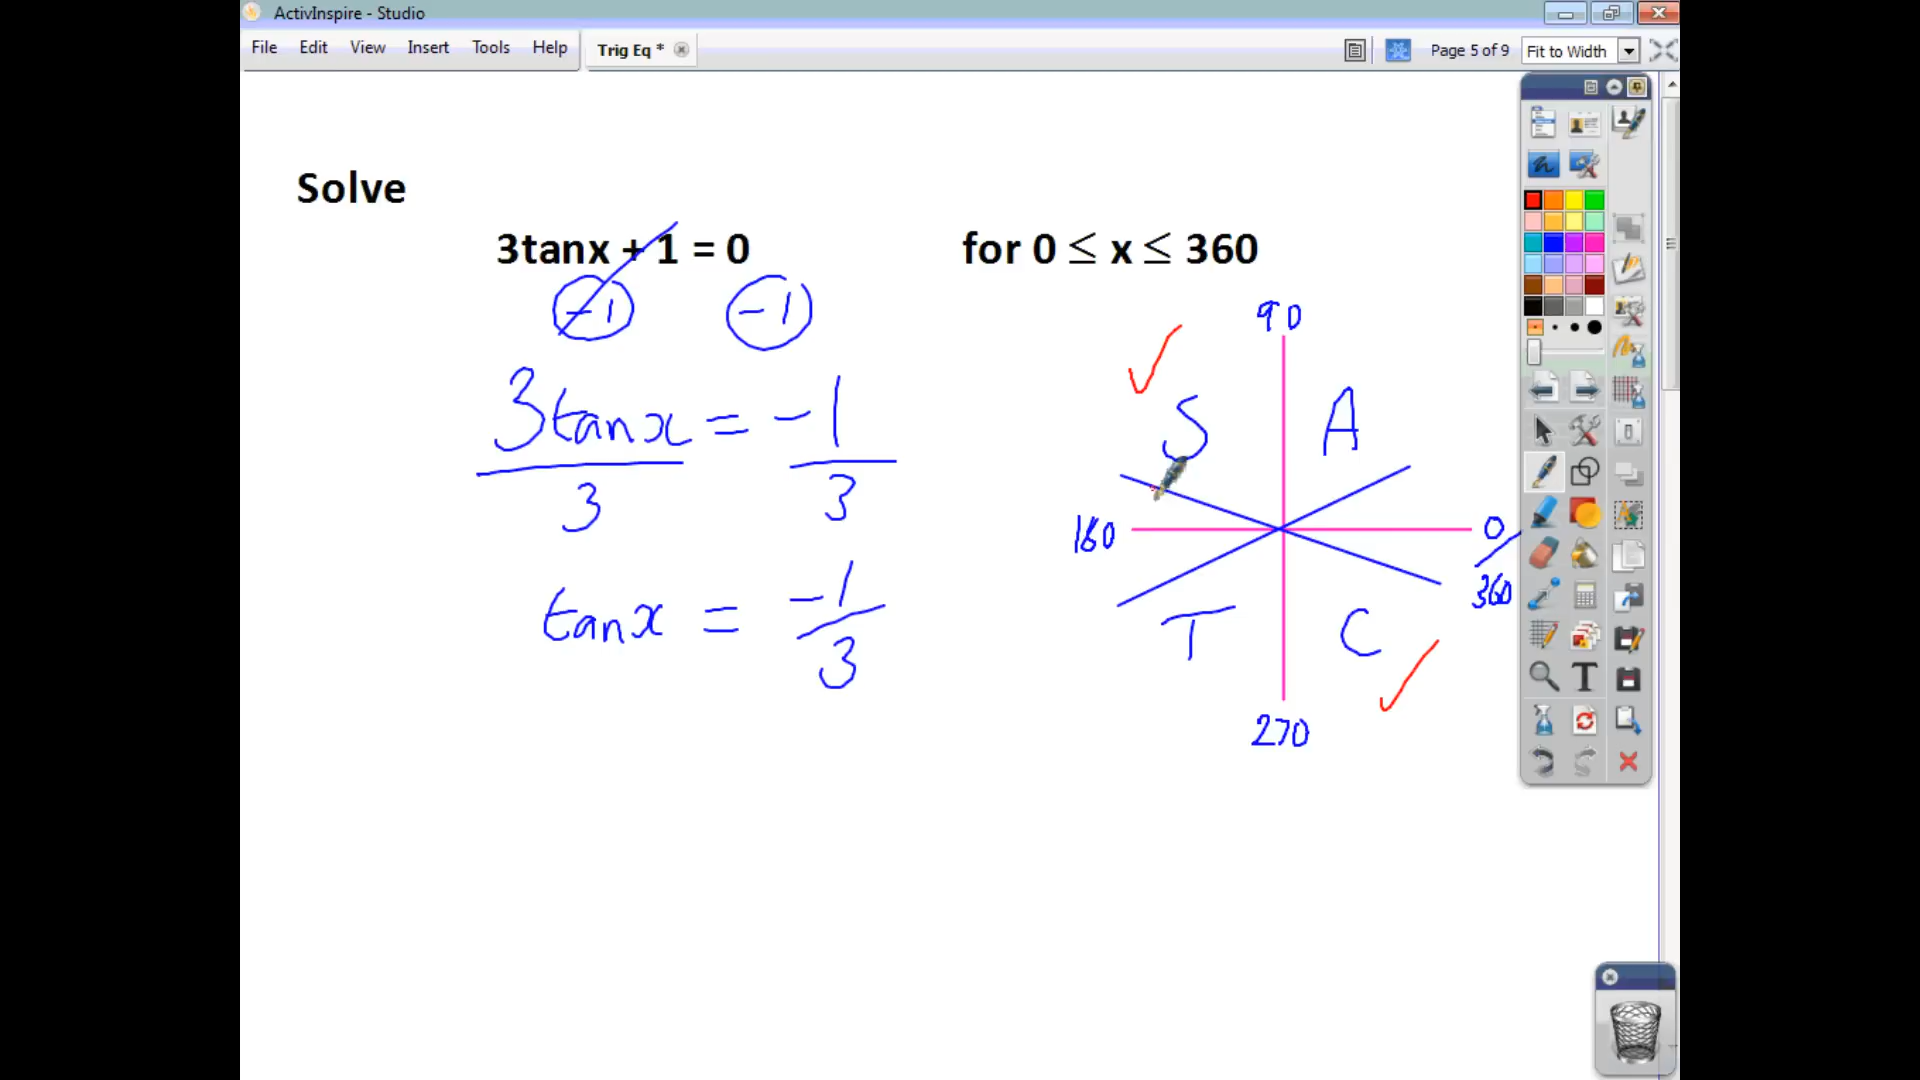 ActivInspire - Studio
File Edit View Insert Tools Help Trig Eq * Page 5 of 9 Fit to Width
Solve
3tanx + 1 = 0 for 0 ≤ x ≤ 360
-1 -1
3tanx = -1
3 3
tanx = -1
3
90
S A
180 0
360
T C
270